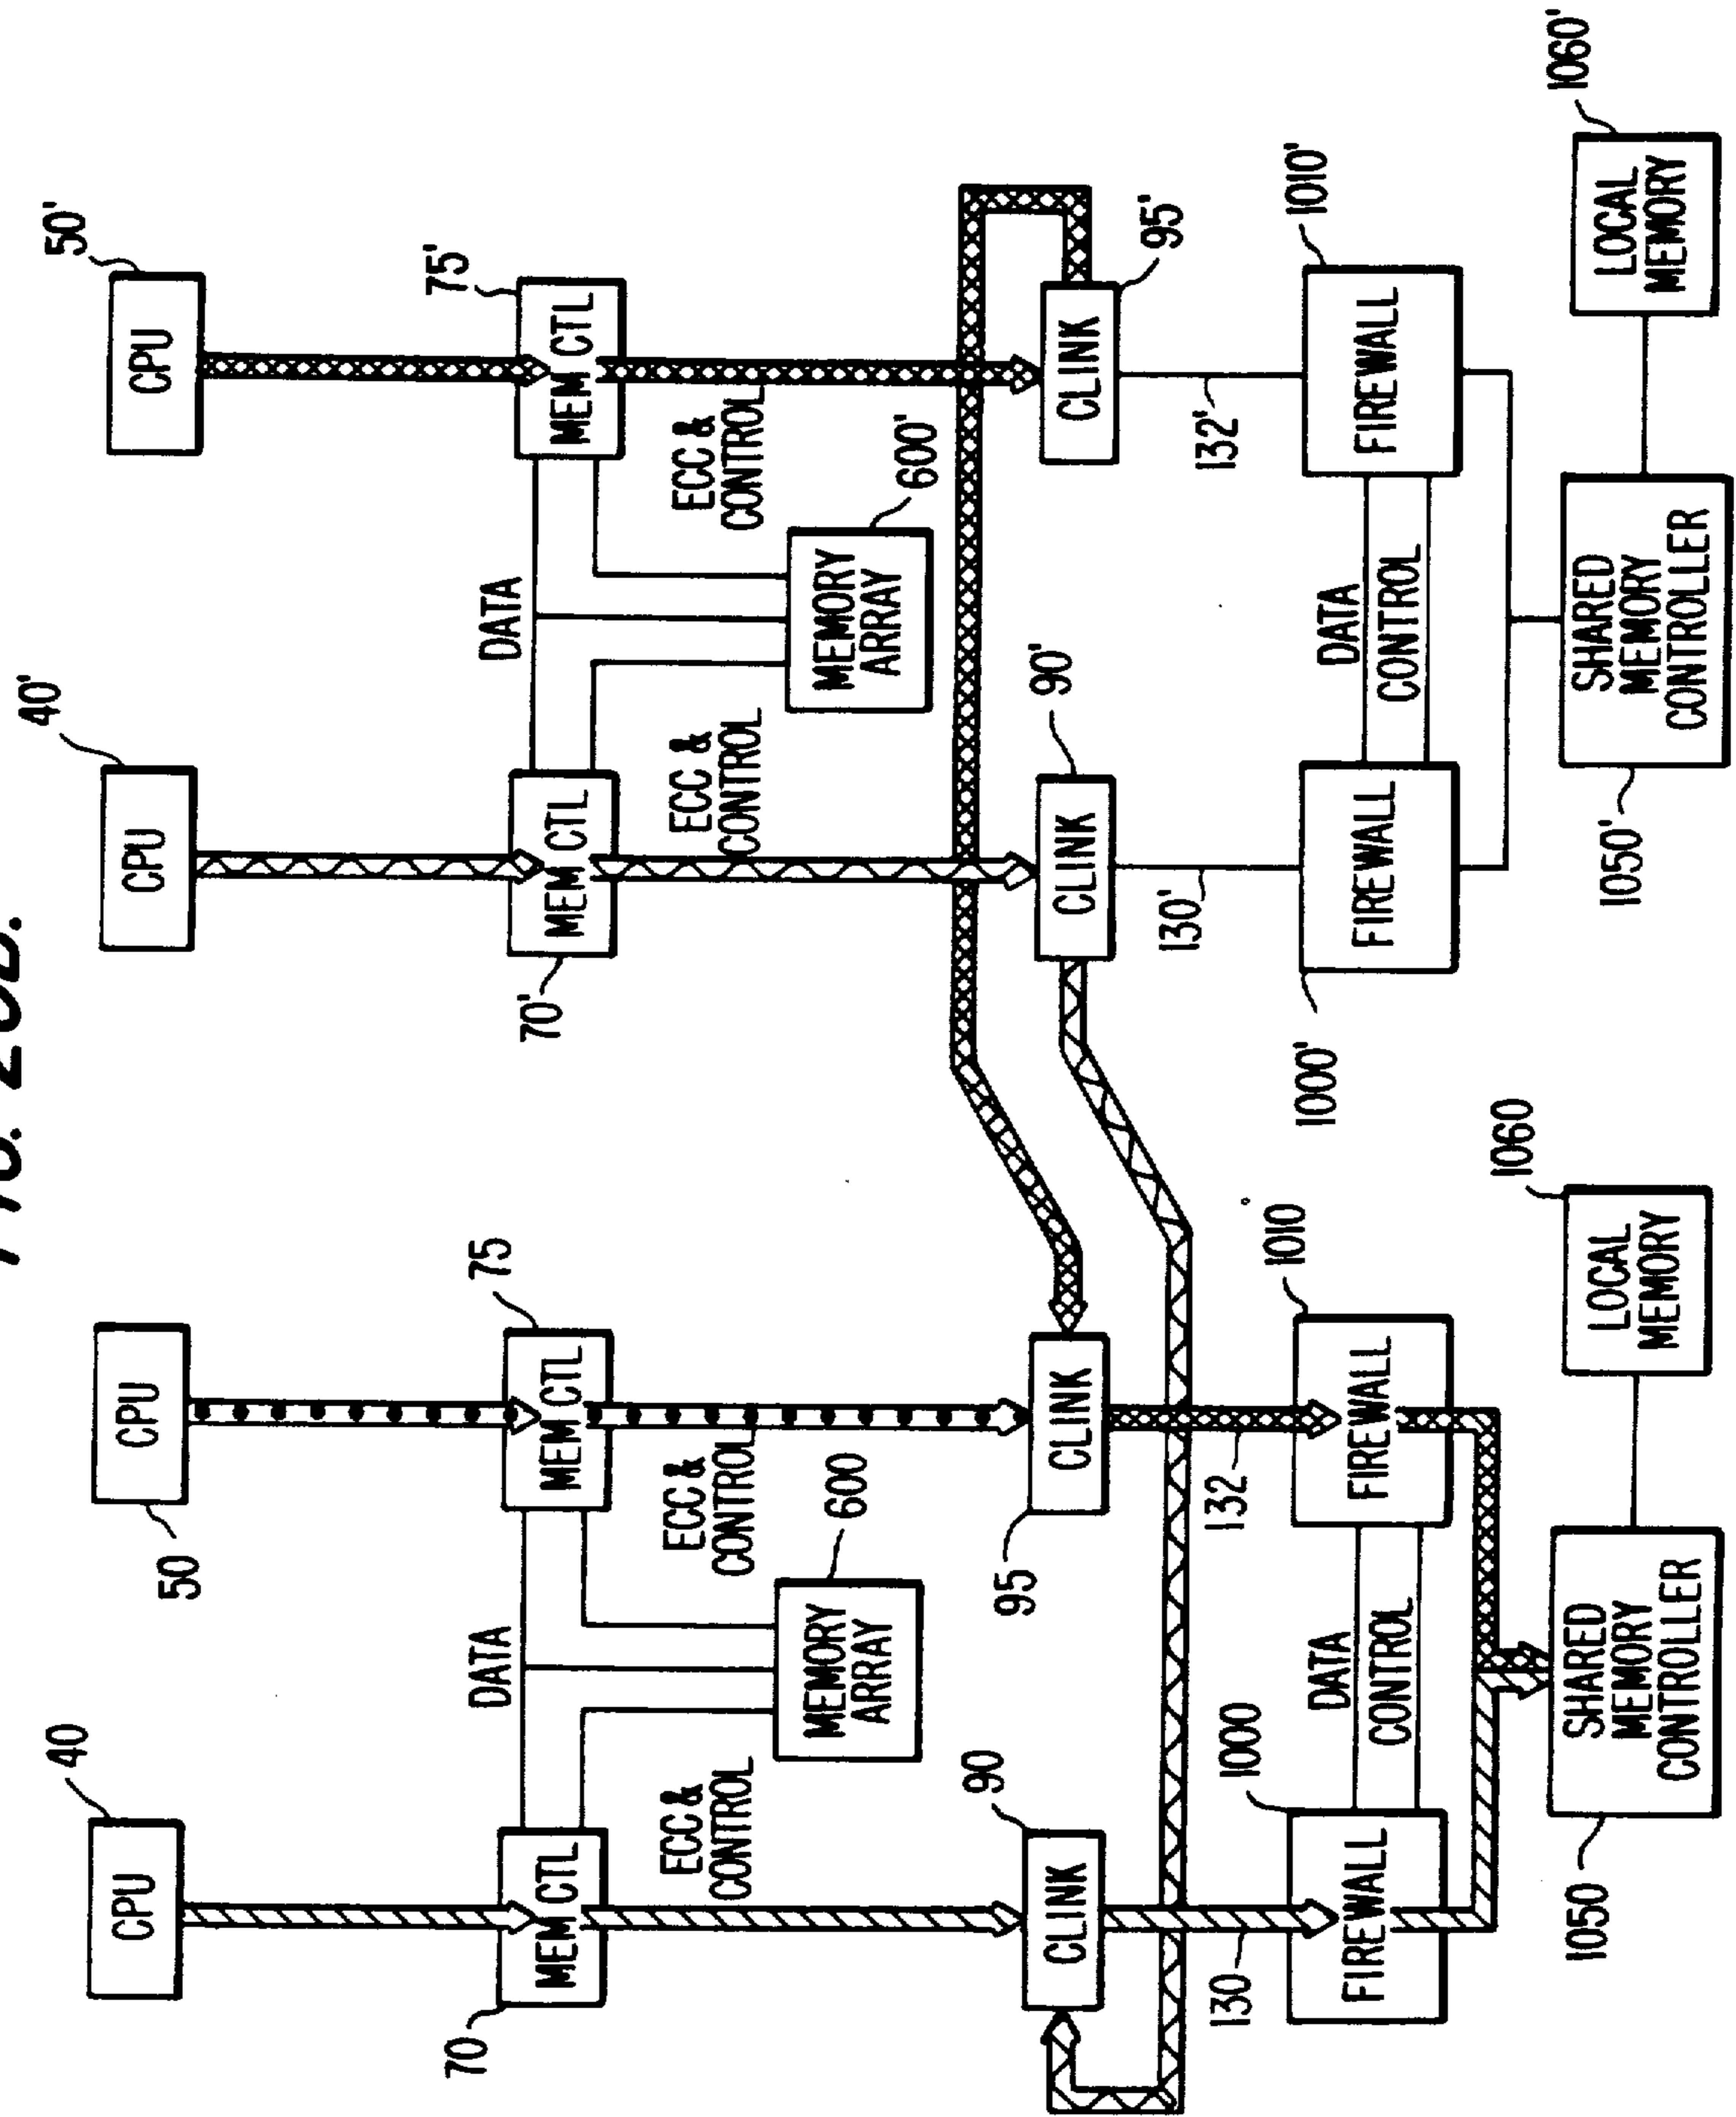 FIG.
40
CPU
50
CPU
40'
CPU
50'
CPU
70
MEM CTL
DATA
75
MEM CTL
70'
MEM CTL
DATA
75'
MEM CTL
ECC &
CONTROL
ECC &
CONTROL
ECC &
CONTROL
ECC &
CONTROL
MEMORY
ARRAY
600
MEMORY
ARRAY
600'
90
CLINK
95
CLINK
90'
CLINK
95'
CLINK
130
132
130'
132'
1000
FIREWALL
DATA
CONTROL
1010
FIREWALL
1000'
FIREWALL
DATA
CONTROL
1010'
FIREWALL
1050
SHARED
MEMORY
CONTROLLER
1060
LOCAL
MEMORY
1050'
SHARED
MEMORY
CONTROLLER
1060'
LOCAL
MEMORY